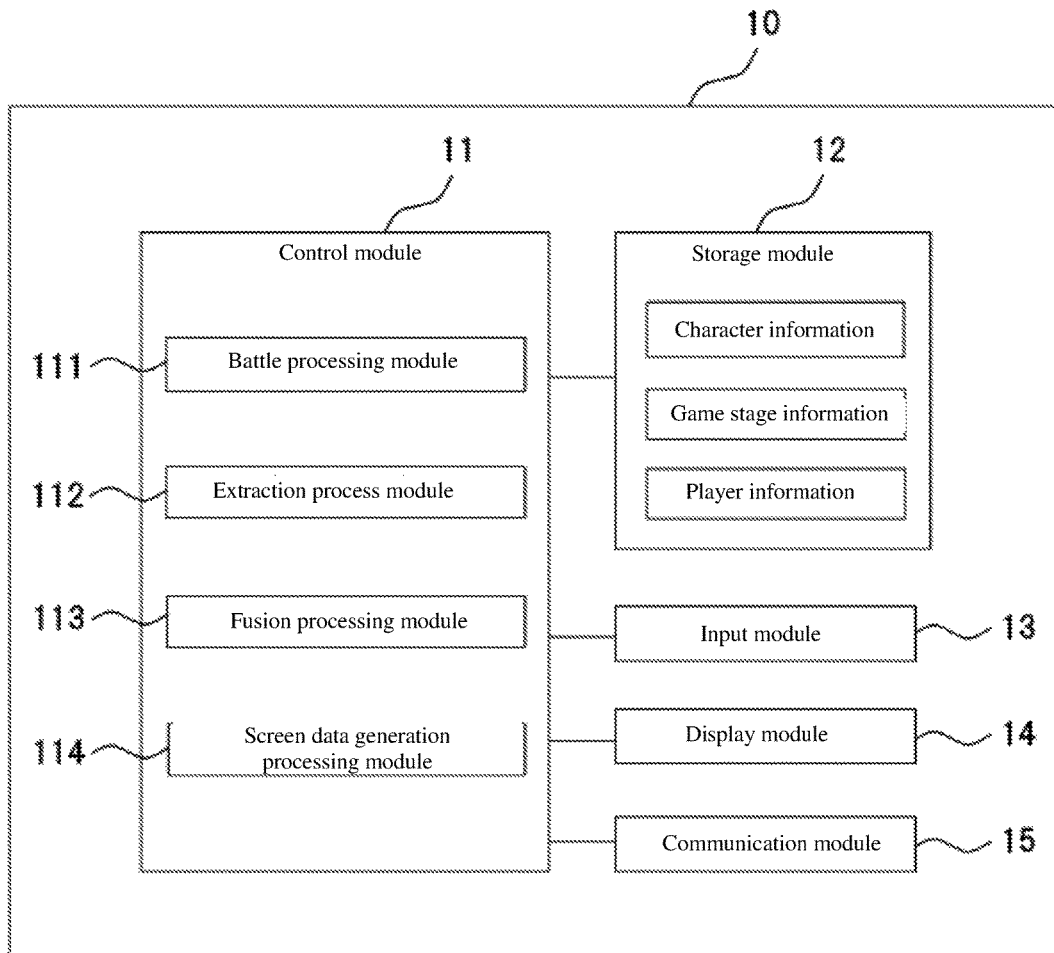 10
11
12
Control module
Storage module
Character information
111
Battle processing module
Game stage information
112
Extraction process module
Player information
113
Fusion processing module
Input module
13
114
Screen data generation
processing module
Display module
14
Communication module
15